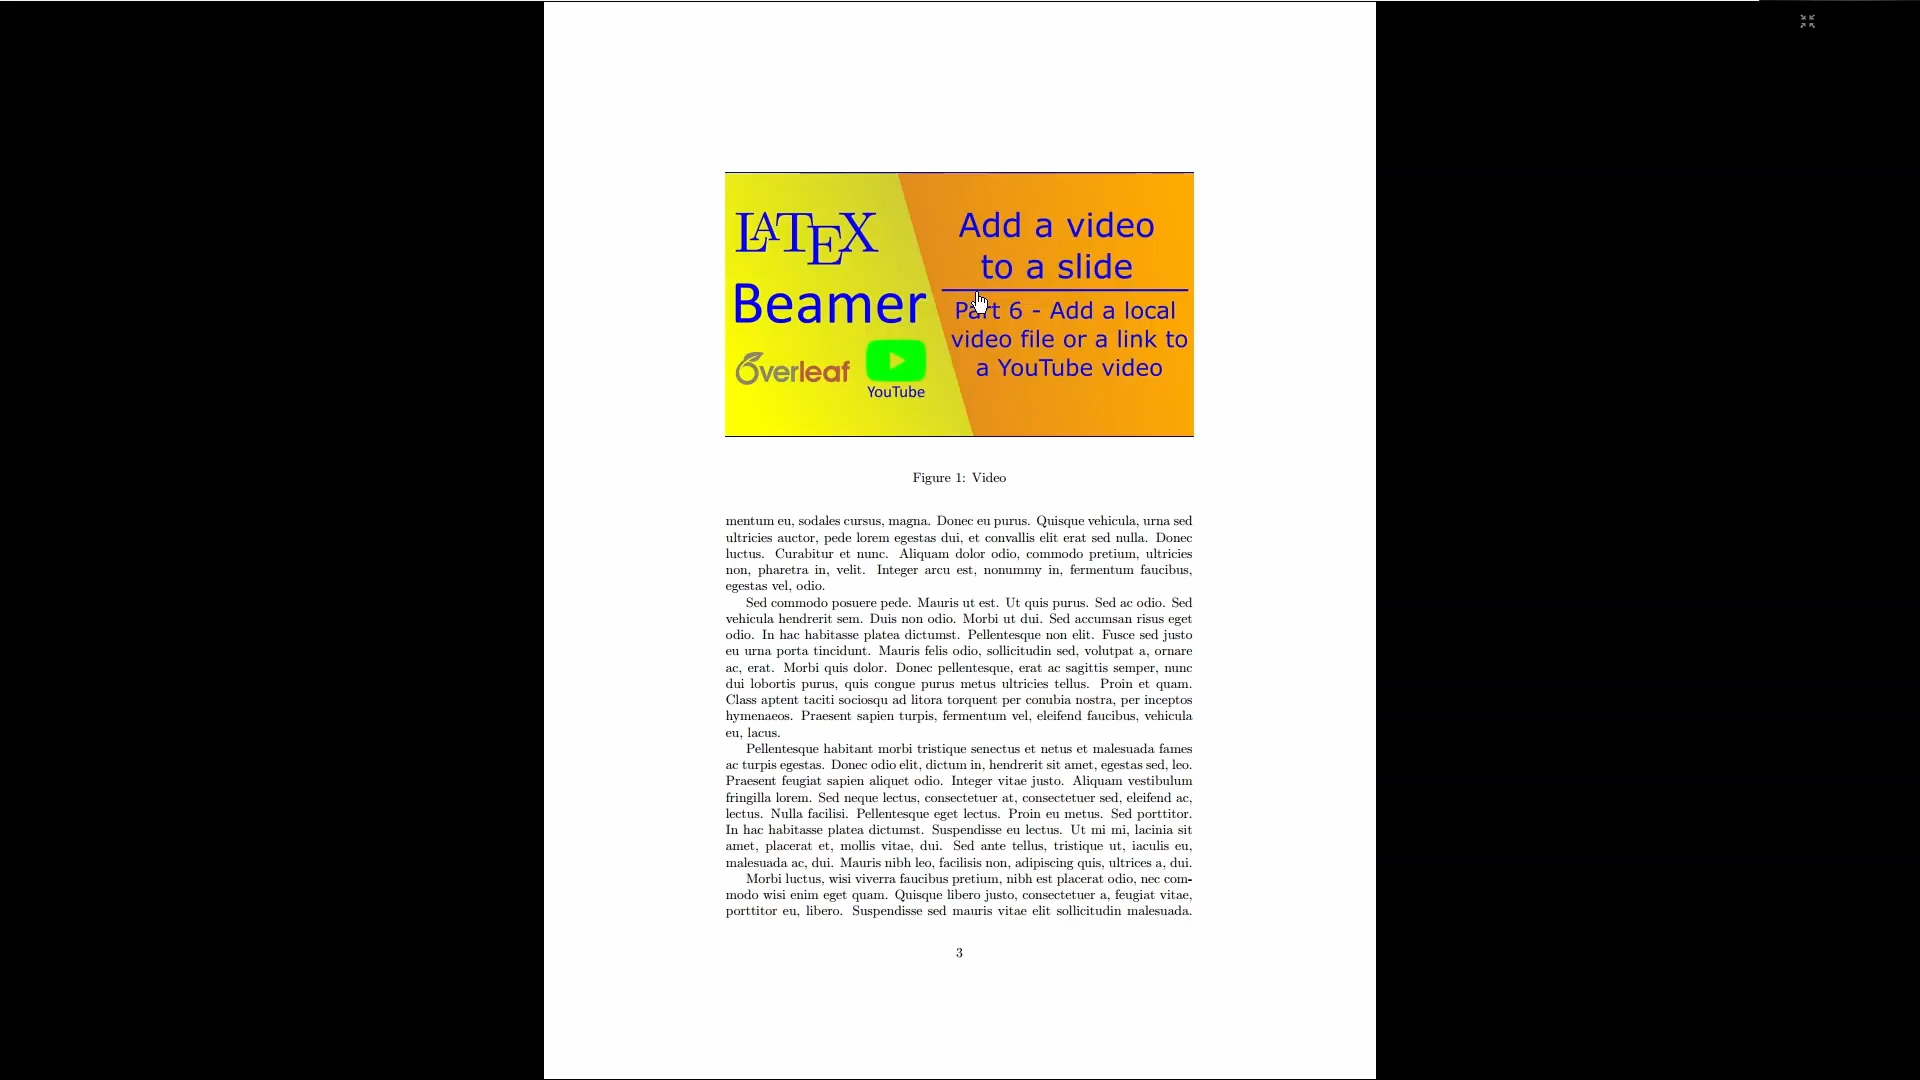 LATEX
Beamer
Overleaf
YouTube
Add a video
to a slide
Part 6 - Add a local
video file or a link to
a YouTube video
Figure 1: Video
mentum eu, sodales cursus, magna. Donec eu purus. Quisque vehicula, urna sed
ultricies auctor, pede lorem egestas dui, et convallis elit erat sed nulla. Donec
luctus. Curabitur et nunc. Aliquam dolor odio, commodo pretium, ultricies
non, pharetra in, velit. Integer arcu est, nonummy in, fermentum faucibus,
egestas vel, odio.
Sed commodo posuere pede. Mauris ut est. Ut quis purus. Sed ac odio. Sed
vehicula hendrerit sem. Duis non odio. Morbi ut dui. Sed accumsan risus eget
odio. In hac habitasse platea dictumst. Pellentesque non elit. Fusce sed justo
eu urna porta tincidunt. Mauris felis odio, sollicitudin sed, volutpat a, ornare
ac, erat. Morbi quis dolor. Donec pellentesque, erat ac sagittis semper, nunc
dui lobortis purus, quis congue purus metus ultricies tellus. Proin et quam.
Class aptent taciti sociosqu ad litora torquent per conubia nostra, per inceptos
hymenaeos. Praesent sapien turpis, fermentum vel, eleifend faucibus, vehicula
eu, lacus.
Pellentesque habitant morbi tristique senectus et netus et malesuada fames
ac turpis egestas. Donec odio elit, dictum in, hendrerit sit amet, egestas sed, leo.
Praesent feugiat sapien aliquet odio. Integer vitae justo. Aliquam vestibulum
fringilla lorem. Sed neque lectus, consectetuer at, consectetuer sed, eleifend ac,
lectus. Nulla facilisi. Pellentesque eget lectus. Proin eu metus. Sed porttitor.
In hac habitasse platea dictumst. Suspendisse eu lectus. Ut mi mi, lacinia sit
amet, placerat et, mollis vitae, dui. Sed ante tellus, tristique ut, iaculis eu,
malesuada ac, dui. Mauris nibh leo, facilisis non, adipiscing quis, ultrices a, dui.
Morbi luctus, wisi viverra faucibus pretium, nibh est placerat odio, nec com-
modo wisi enim eget quam. Quisque libero justo, consectetuer a, feugiat vitae,
porttitor eu, libero. Suspendisse sed mauris vitae elit sollicitudin malesuada.
3